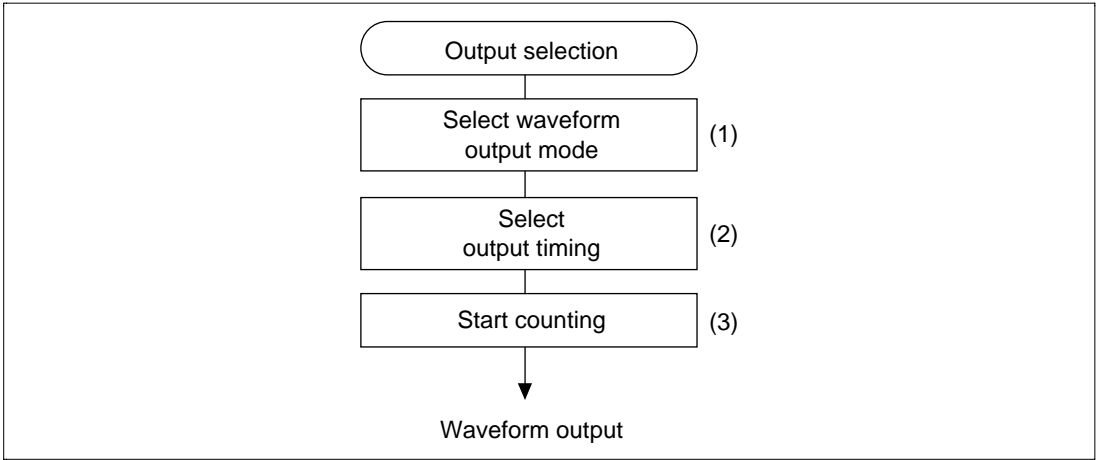 Output selection
Select waveform
output mode
(1)
Select
output timing
(2)
Start counting
(3)
Waveform output